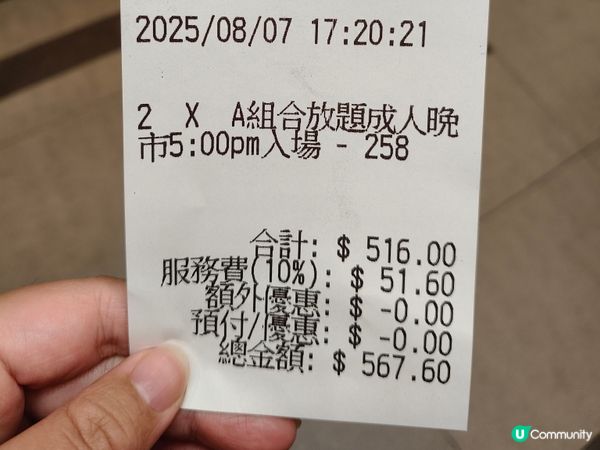 2025/08/07 17:20:21
2 X A組合放題成人晚
市5:00pm入場 - 258
合計: $ 516.00
服務費(10%): $ 51.60
額外優惠: $ -0.00
預付/優惠: $ -0.00
總金額: $ 567.60
U Community